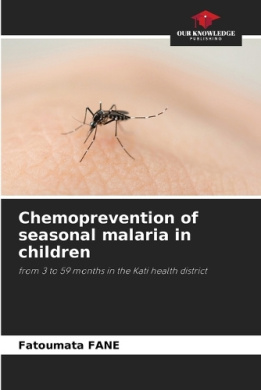 OUR KNOWLEDGE
PUBLISHING
Chemoprevention of
seasonal malaria in
children
from 3 to 59 months in the Kati health district
Fatoumata FANE